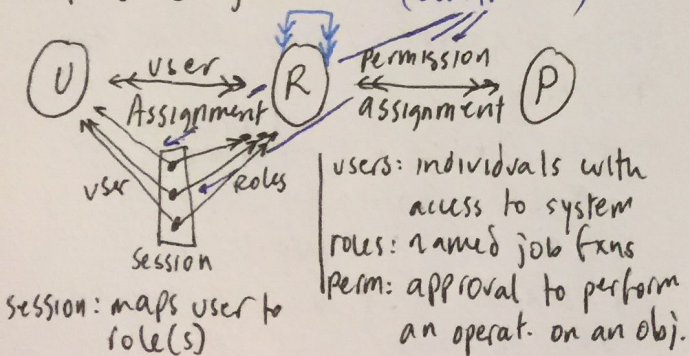 U
user
Assignment
R
permission
assignment
P
user
roles
session
session: maps user to
role(s)
users: individvals with
access to system
roles: named job fxns
perm: approval to perform
an operat. on an obj.